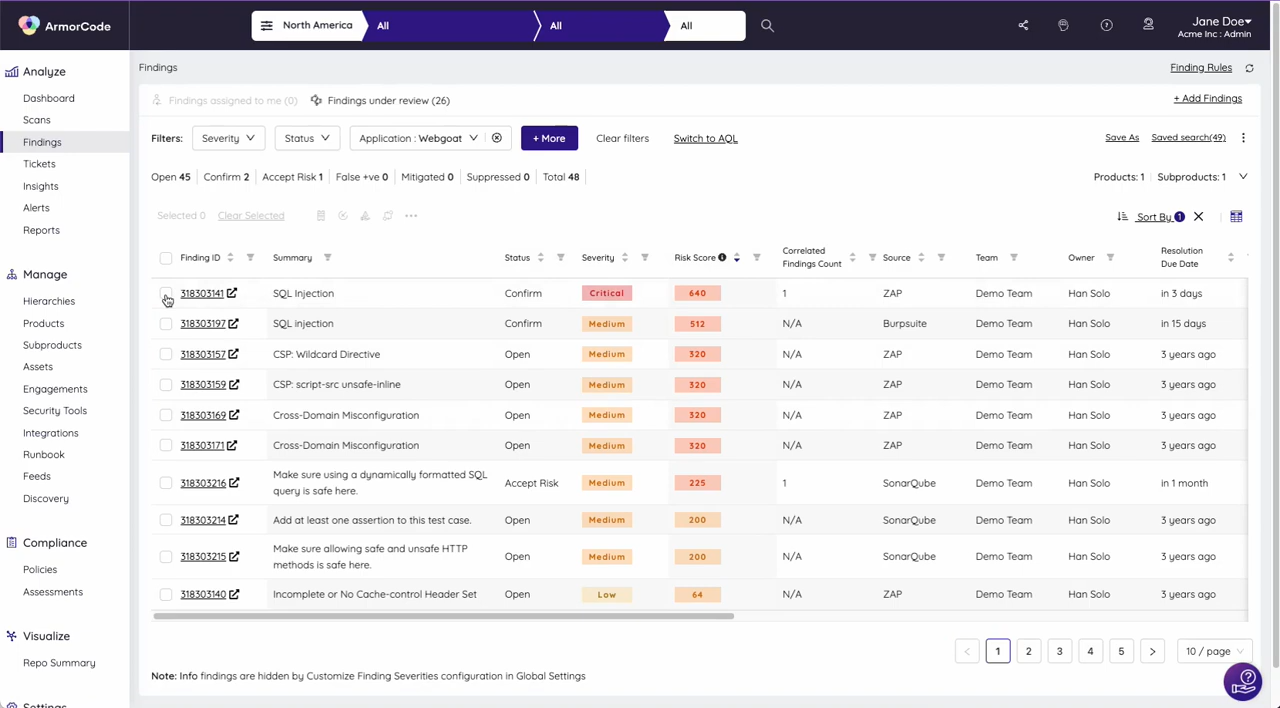 ArmorCode
North America
All
All
All
Jane Doe
Acme Inc : Admin
Analyze
Dashboard
Scans
Findings
Tickets
Insights
Alerts
Reports
Manage
Hierarchies
Products
Subproducts
Assets
Engagements
Security Tools
Integrations
Runbook
Feeds
Discovery
Compliance
Policies
Assessments
Visualize
Repo Summary
Settings
Findings
Finding Rules
Findings assigned to me (0) Findings under review (26)
+ Add Findings
Filters: Severity Status Application : Webgoat + More Clear filters Switch to AQL
Save As Saved search(49)
Open 45 Confirm 2 Accept Risk 1 False +ve 0 Mitigated 0 Suppressed 0 Total 48
Products: 1 Subproducts: 1
Selected 0 Clear Selected
Sort By 1
Finding ID Summary Status Severity Risk Score Correlated Findings Count Source Team Owner Resolution Due Date
318303141 SQL Injection Confirm Critical 640 1 ZAP Demo Team Han Solo in 3 days
318303197 SQL injection Confirm Medium 512 N/A Burpsuite Demo Team Han Solo in 15 days
318303157 CSP: Wildcard Directive Open Medium 320 N/A ZAP Demo Team Han Solo 3 years ago
318303159 CSP: script-src unsafe-inline Open Medium 320 N/A ZAP Demo Team Han Solo 3 years ago
318303169 Cross-Domain Misconfiguration Open Medium 320 N/A ZAP Demo Team Han Solo 3 years ago
318303171 Cross-Domain Misconfiguration Open Medium 320 N/A ZAP Demo Team Han Solo 3 years ago
318303216 Make sure using a dynamically formatted SQL query is safe here. Accept Risk Medium 225 1 SonarQube Demo Team Han Solo in 1 month
318303214 Add at least one assertion to this test case. Open Medium 200 N/A SonarQube Demo Team Han Solo 3 years ago
318303215 Make sure allowing safe and unsafe HTTP methods is safe here. Open Medium 200 N/A SonarQube Demo Team Han Solo 3 years ago
318303140 Incomplete or No Cache-control Header Set Open Low 64 N/A ZAP Demo Team Han Solo 3 years ago
< 1 2 3 4 5 > 10 / page
Note: Info findings are hidden by Customize Finding Severities configuration in Global Settings